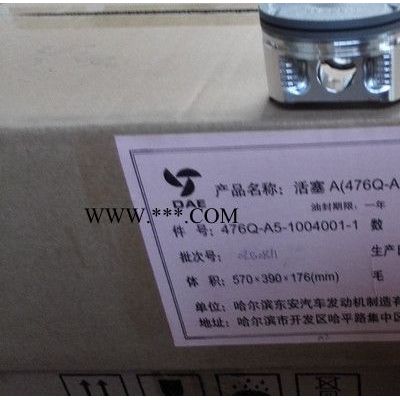 DAE
产品名称: 活塞 A(476Q-A
油封期限: 一年
WWW.***.COM
件 号: 476Q-A5-1004001-1 数
批次号: 生产
体 积: 570×390×176(mm) 毛
单位: 哈尔滨东安汽车发动机制造有
地址: 哈尔滨市开发区哈平路集中区